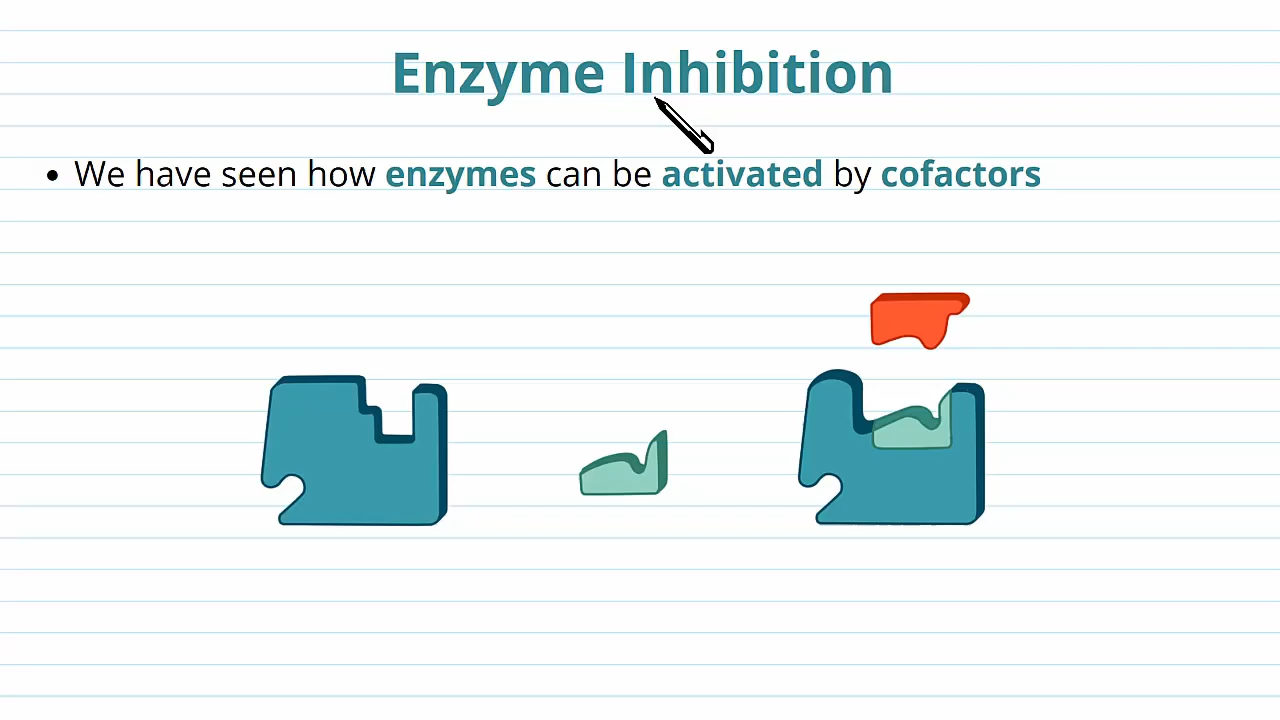 Enzyme Inhibition
• We have seen how enzymes can be activated by cofactors